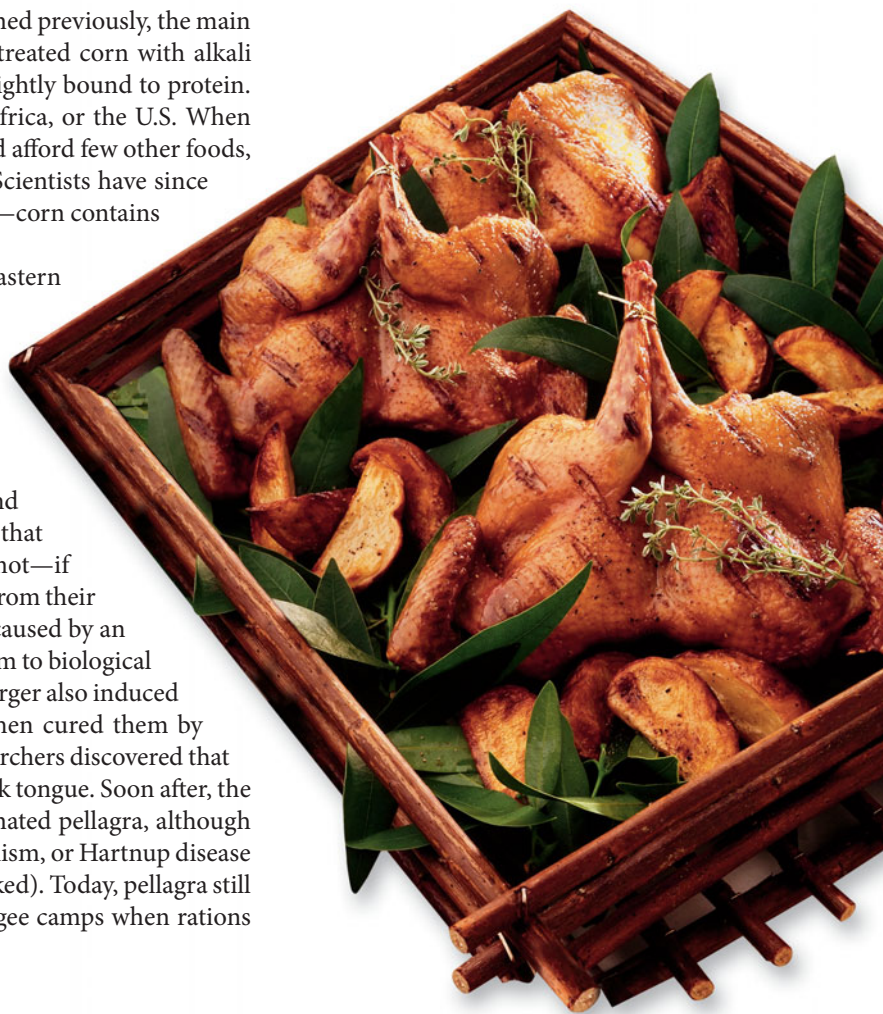 ned previously, the main
treated corn with alkali
ightly bound to protein.
frica, or the U.S. When
d afford few other foods,
Scientists have since
—corn contains
astern
nd
that
not—if
rom their
caused by an
m to biological
rger also induced
hen cured them by
rchers discovered that
k tongue. Soon after, the
nated pellagra, although
lism, or Hartnup disease
ked). Today, pellagra still
gee camps when rations